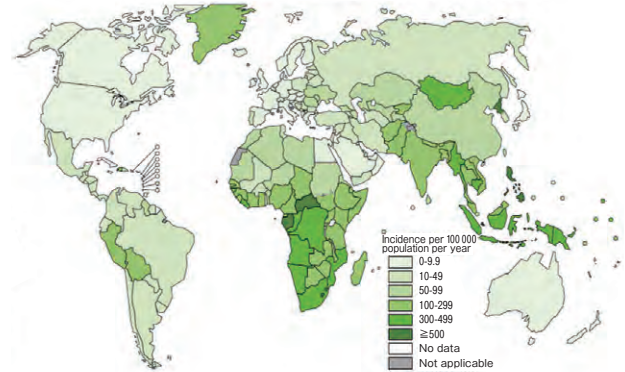 Incidence per 100 000
population per year
0-9.9
10-49
50-99
100-299
300-499
≧500
No data
Not applicable